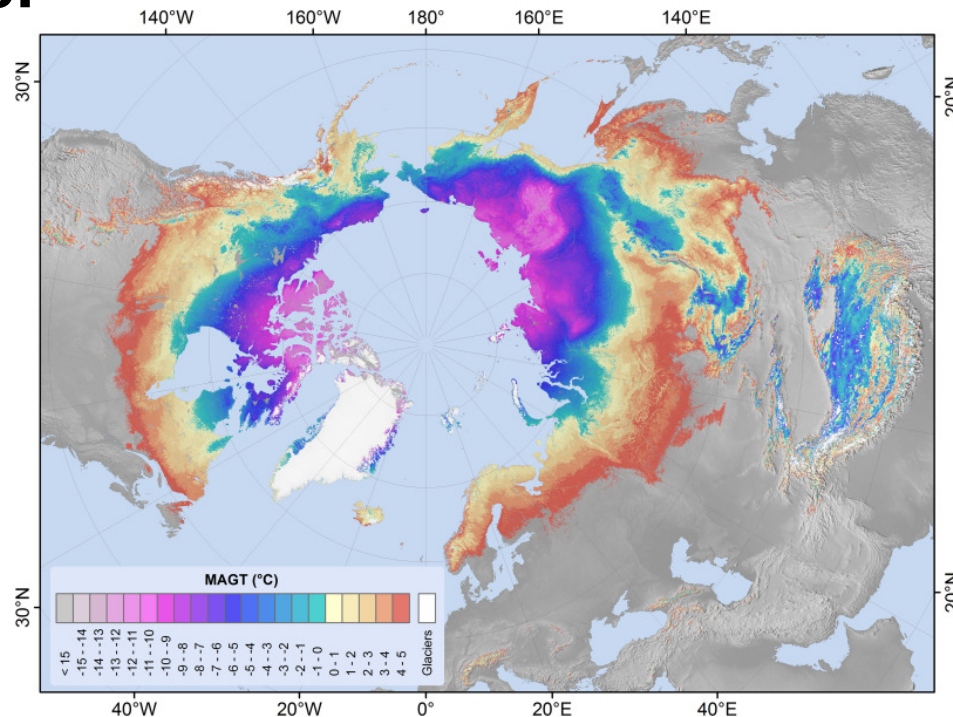 140°W 160°W 180° 160°E 140°E
30°N
20°N
30°N
20°N
MAGT (°C)
< 15
-15 - -14
-14 - -13
-13 - -12
-12 - -11
-11 - -10
-10 - -9
-9 - -8
-8 - -7
-7 - -6
-6 - -5
-5 - -4
-4 - -3
-3 - -2
-2 - -1
-1 - 0
0 - 1
1 - 2
2 - 3
3 - 4
4 - 5
Glaciers
40°W 20°W 0° 20°E 40°E